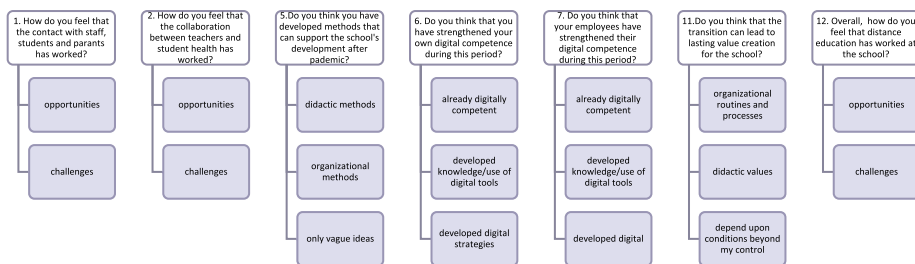 1. How do you feel that
the contact with staff,
students and parants
has worked?
opportunities
challenges
2. How do you feel that
the collaboration
between teachers and
student health has
worked?
opportunities
challenges
5.Do you think you have
developed methods that
can support the schol's
development after
pademic?
didactic methods
organizational
methods
only vague ideas
6. Do you think that you
have strengthened your
own digital competence
during this period?
already digitally
competent
developed
knowledge/use of
digital tools
developed digital
strategies
7. Do you think that
your employees have
strengthened their
digital competence
during this period?
already digitally
competent
developed
knowledge/use of
digital tools
developed digital
11.Do you think that the
transition can lead to
lasting value creation
for the school?
organizational
routines and
processes
didactic values
depend upon
conditions beyond
my control
12. Overall, how do you
feel that distance
education has worked at
the school?
opportunities
challenges